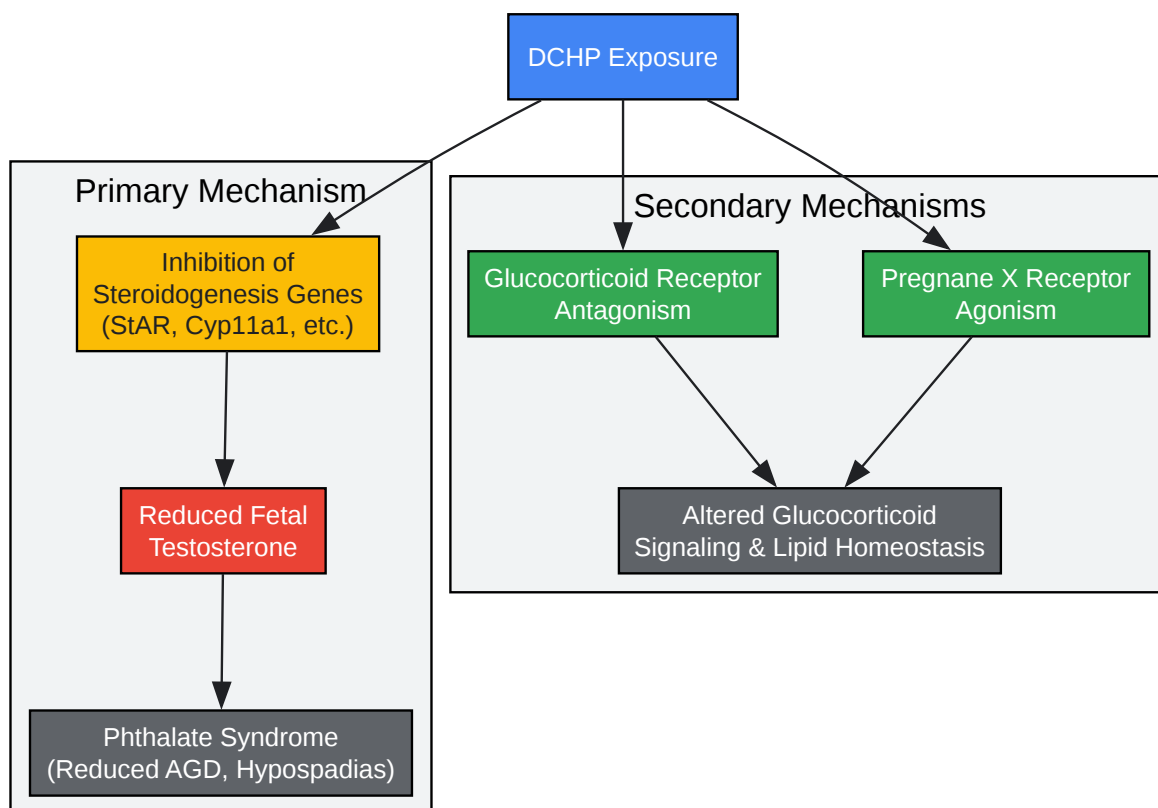 DCHP Exposure
Primary Mechanism
Inhibition of
Steroidogenesis Genes
(StAR, Cyp11a1, etc.)
Reduced Fetal
Testosterone
Phthalate Syndrome
(Reduced AGD, Hypospadias)
Secondary Mechanisms
Glucocorticoid Receptor
Antagonism
Pregnane X Receptor
Agonism
Altered Glucocorticoid
Signaling & Lipid Homeostasis